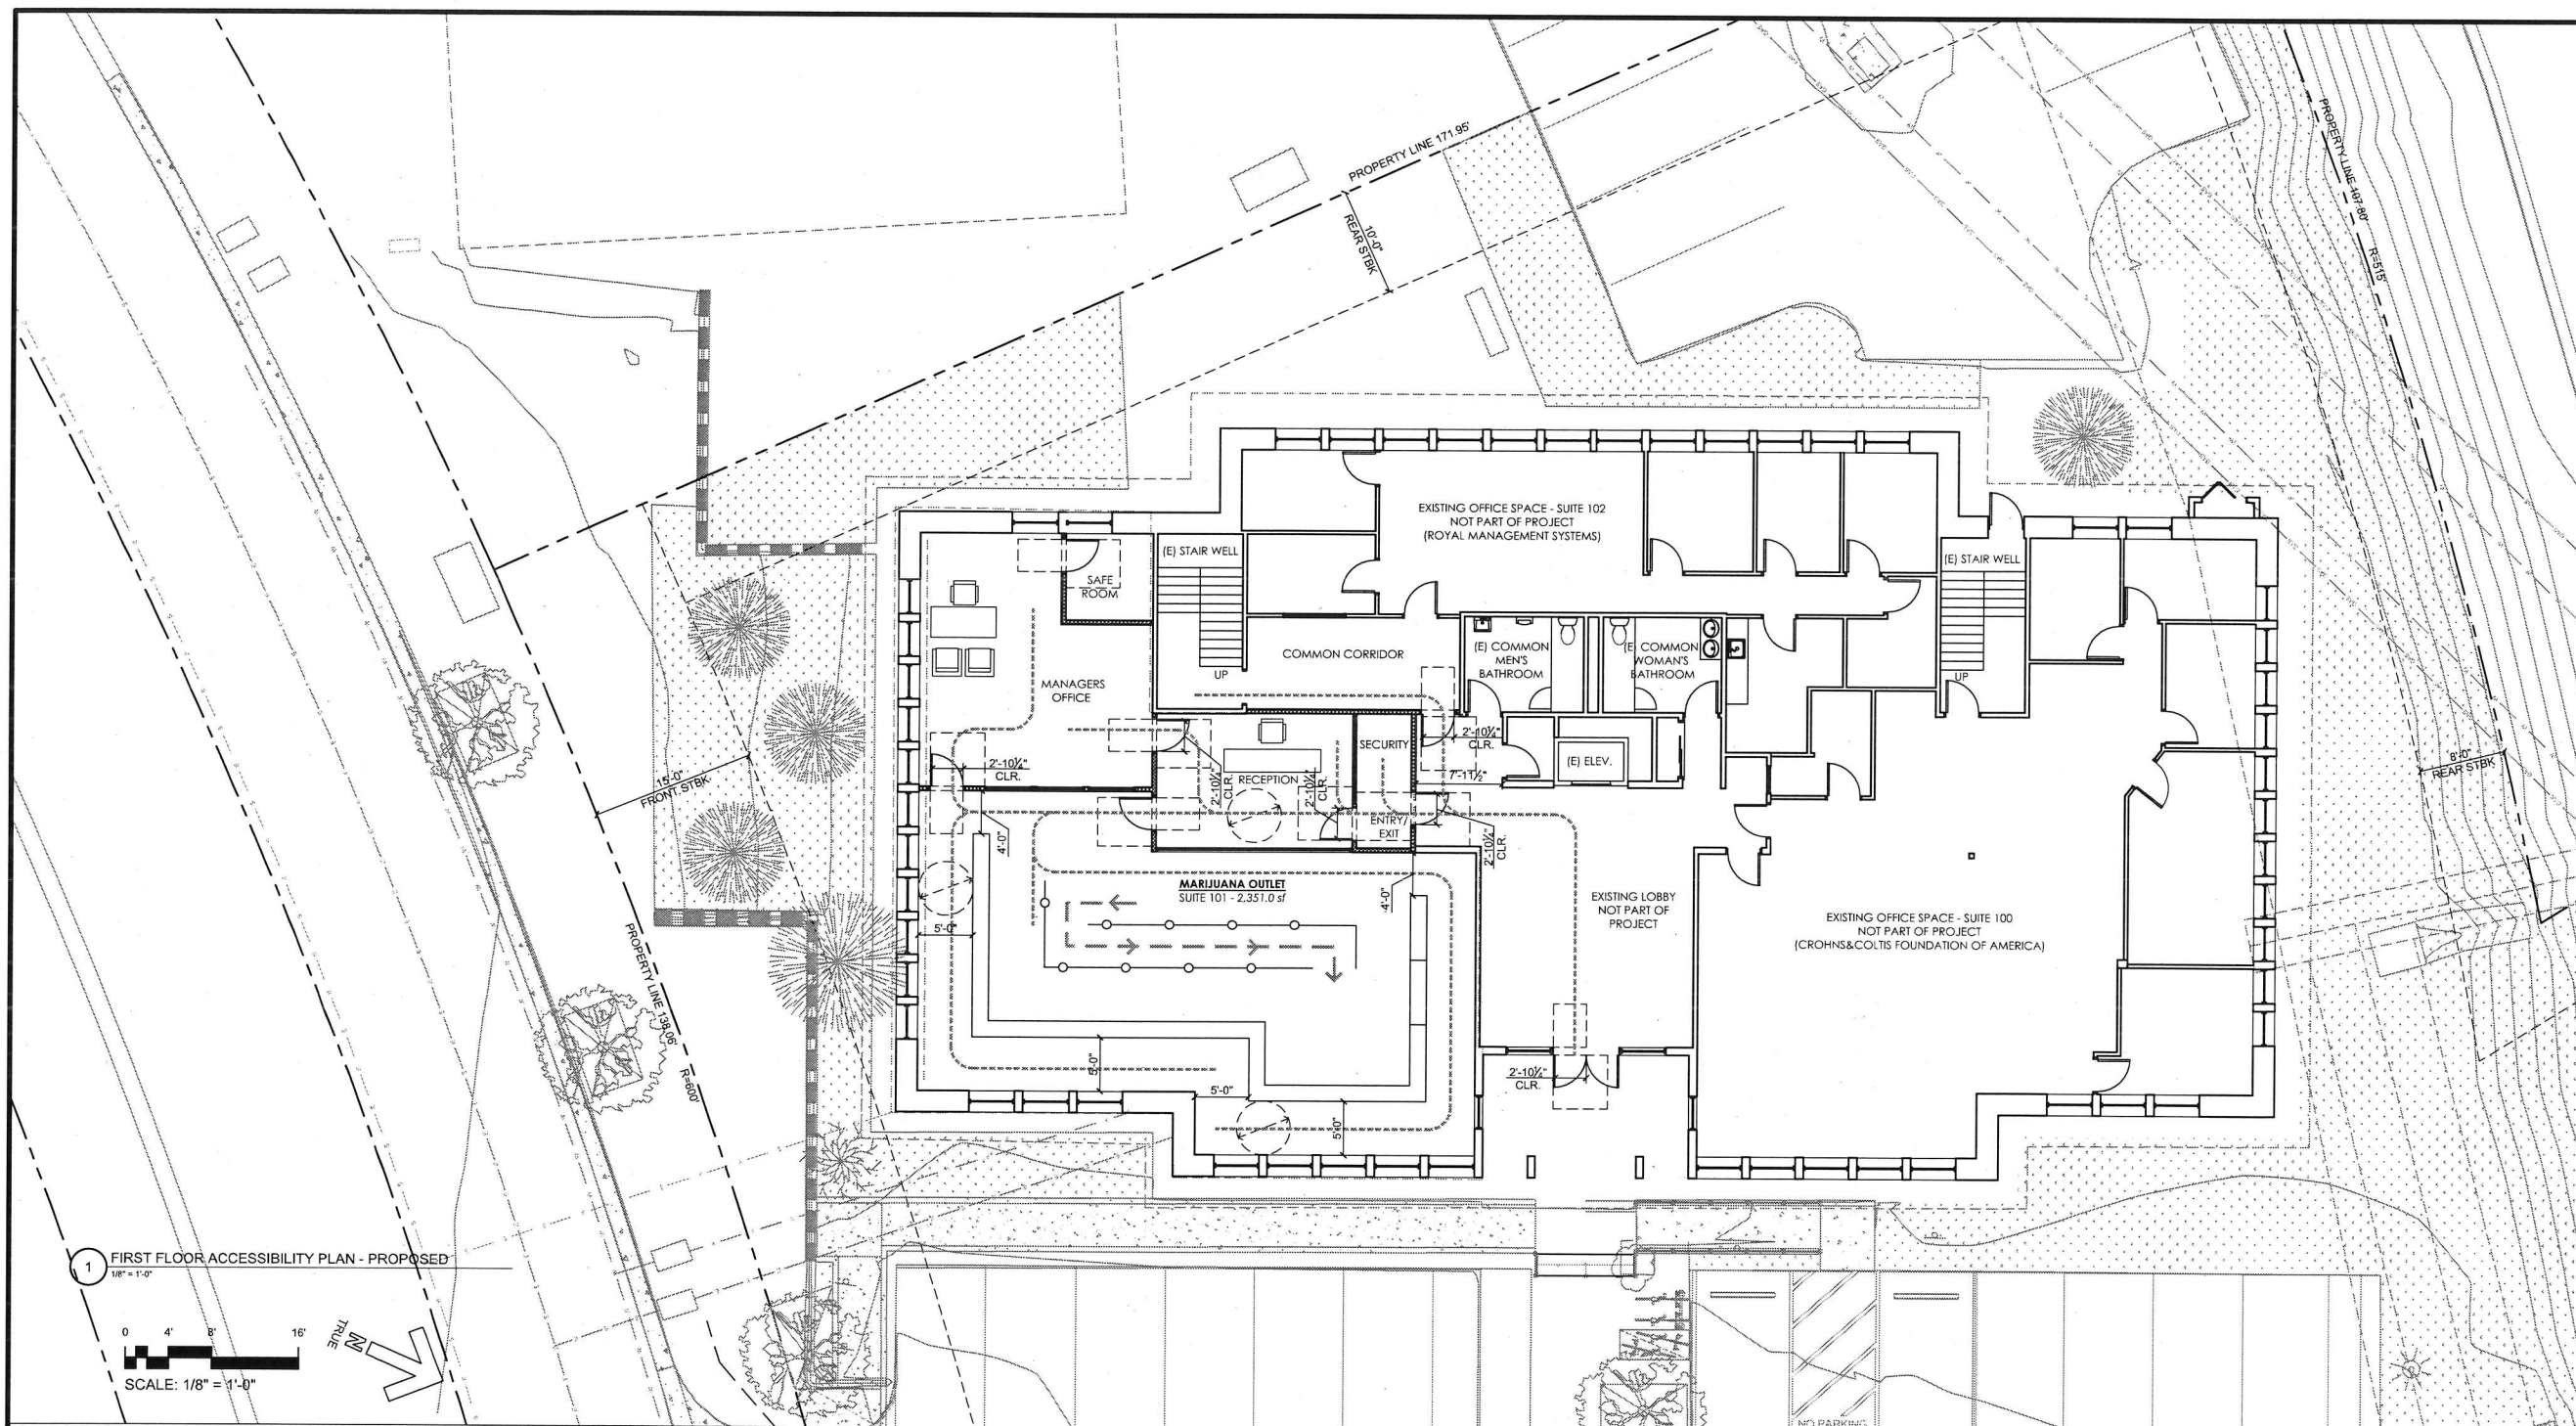 PROPERTY LINE 171.95'
10'-0"
REAR STBK
PROPERTY LINE 107.80'
R=515'
EXISTING OFFICE SPACE - SUITE 102
NOT PART OF PROJECT
(ROYAL MANAGEMENT SYSTEMS)
(E) STAIR WELL
UP
SAFE
ROOM
(E) STAIR WELL
UP
COMMON CORRIDOR
(E) COMMON
MEN'S
BATHROOM
(E) COMMON
WOMAN'S
BATHROOM
MANAGERS
OFFICE
2'-10¼"
CLR.
SECURITY
2'-10¼"
CLR.
RECEPTION
2'-10¼"
CLR.
2'-10¼"
CLR.
7'-11½"
(E) ELEV.
15'-0"
FRONT STBK
8'-0"
REAR STBK
4'-0"
ENTRY/
EXIT
2'-10¼"
CLR.
MARIJUANA OUTLET
SUITE 101 - 2,351.0 sf
4'-0"
EXISTING LOBBY
NOT PART OF
PROJECT
EXISTING OFFICE SPACE - SUITE 100
NOT PART OF PROJECT
(CROHNS&COLTIS FOUNDATION OF AMERICA)
5'-0"
PROPERTY LINE 138.06'
R=600'
5'-0"
5'-0"
5'-0"
2'-10¼"
CLR.
1
FIRST FLOOR ACCESSIBILITY PLAN - PROPOSED
1/8" = 1'-0"
0 4' 8' 16'
SCALE: 1/8" = 1'-0"
TRUE
N
NO PARKING